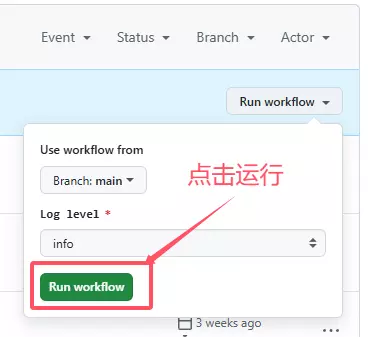 Event Status Branch Actor
Run workflow
Use workflow from
Branch: main
点击运行
Log level *
info
Run workflow
3 weeks ago
...